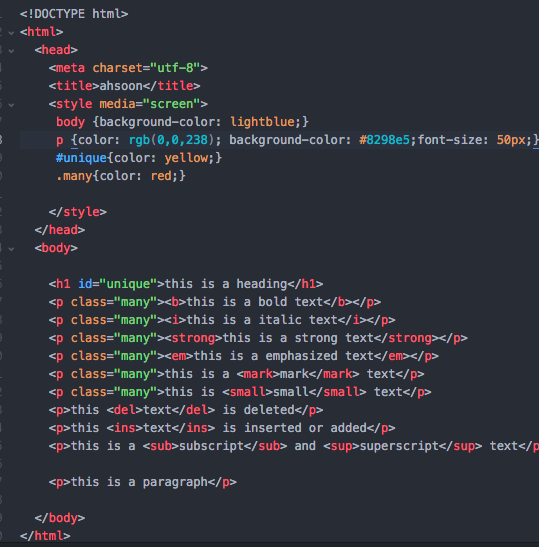 <!DOCTYPE html>
<html>
<head>
<meta charset="utf-8">
<title>ahsoon</title>
<style media="screen">
body {background-color: lightblue;}
p {color: rgb(0,0,238); background-color: #8298e5;font-size: 50px;}
#unique{color: yellow;}
.many{color: red;}
</style>
</head>
<body>
<h1 id="unique">this is a heading</h1>
<p class="many"><b>this is a bold text</b></p>
<p class="many"><i>this is a italic text</i></p>
<p class="many"><strong>this is a strong text</strong></p>
<p class="many"><em>this is a emphasized text</em></p>
<p class="many">this is a <mark>mark</mark> text</p>
<p class="many">this is <small>small</small> text</p>
<p>this <del>text</del> is deleted</p>
<p>this <ins>text</ins> is inserted or added</p>
<p>this is a <sub>subscript</sub> and <sup>superscript</sup> text</p
<p>this is a paragraph</p>
</body>
</html>